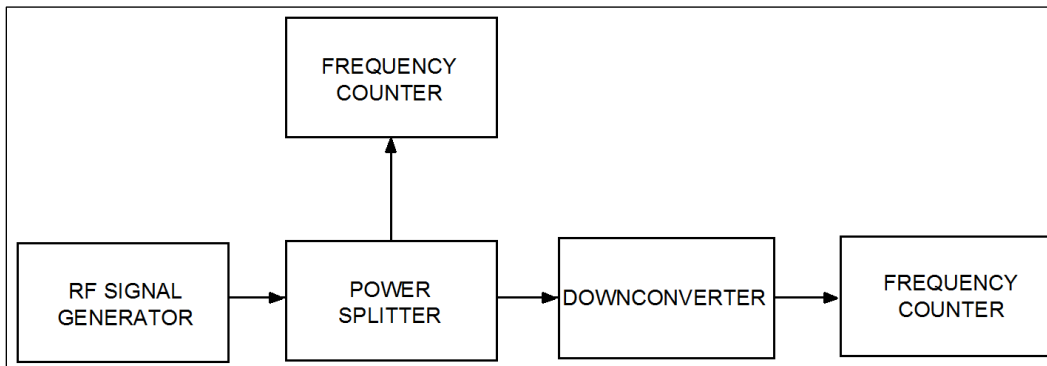 FREQUENCY
COUNTER
RF SIGNAL
GENERATOR
POWER
SPLITTER
DOWNCONVERTER
FREQUENCY
COUNTER